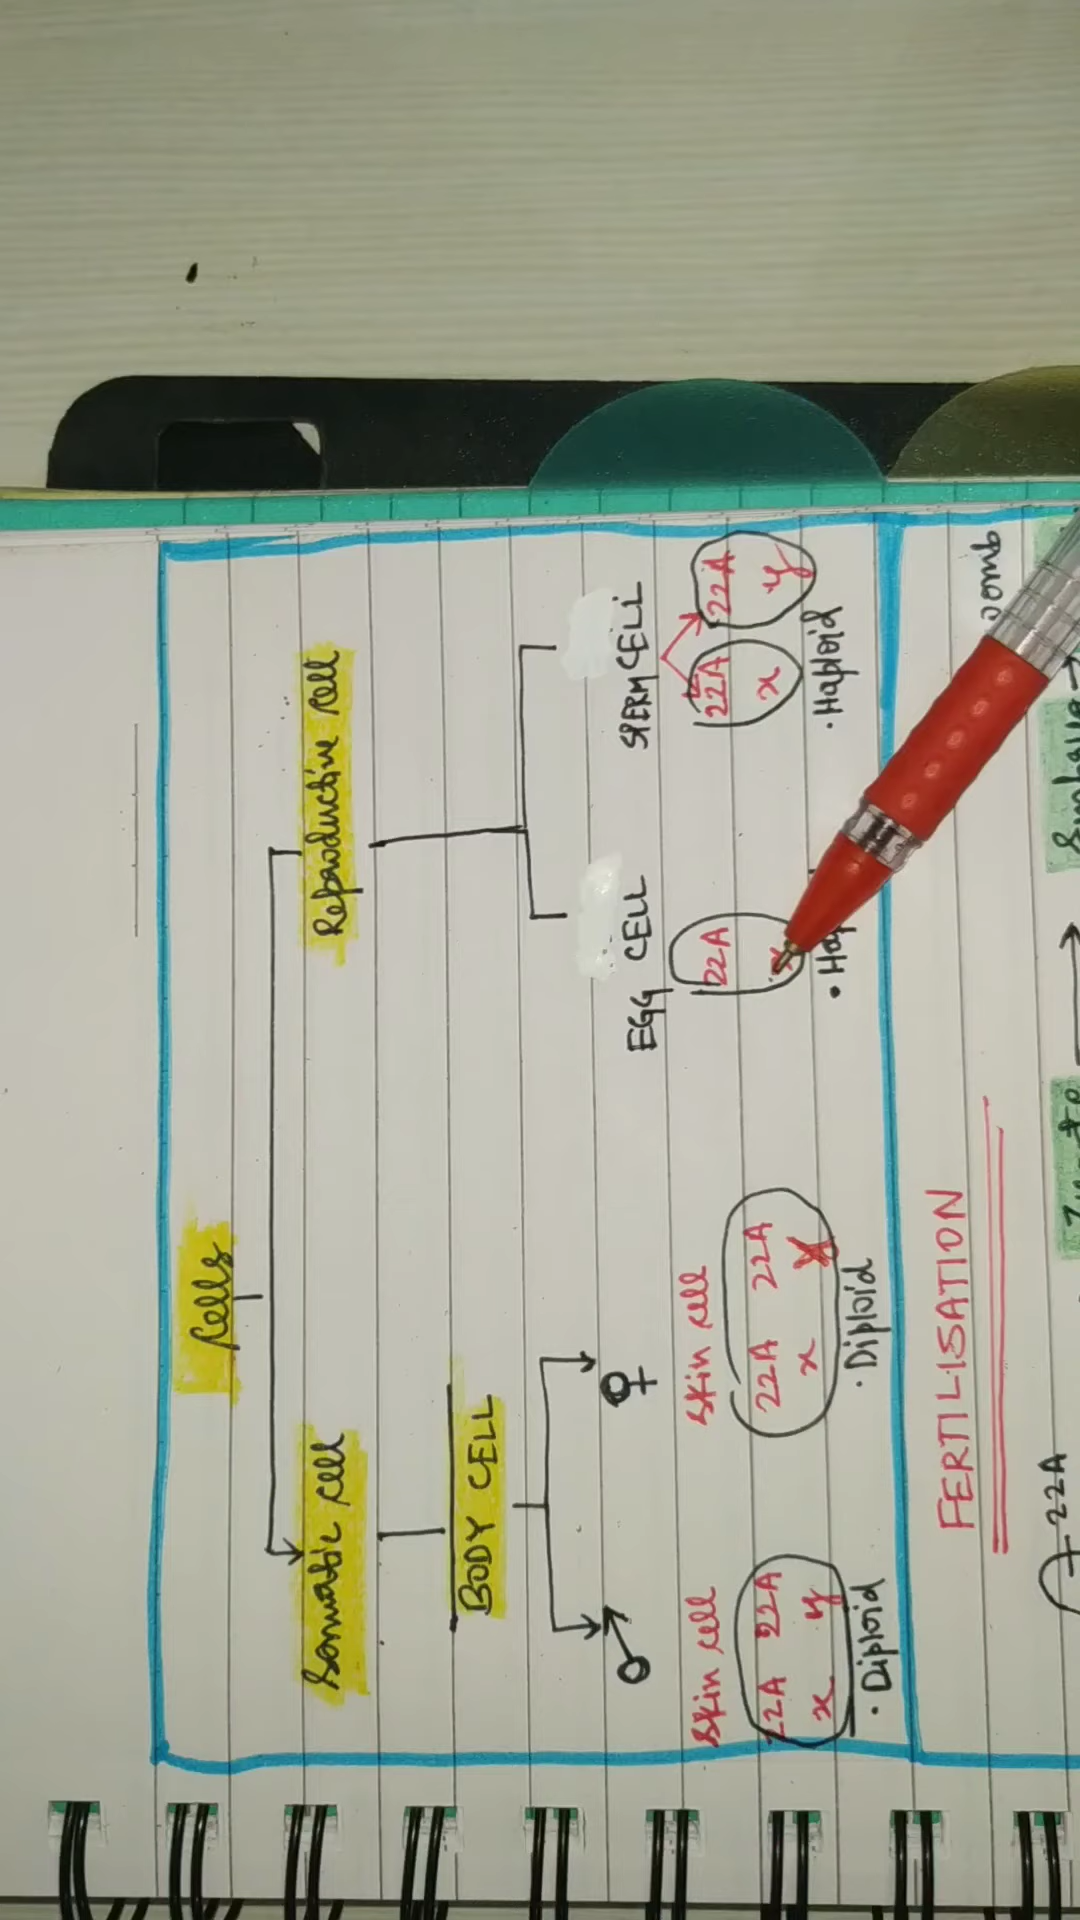 Cells
Somatic cell
Reproductive cell
BODY CELL
♂
♀
EGG CELL
SPERM CELL
Skin cell
22A 22A
x y
• Diploid
Skin cell
22A 22A
x
• Diploid
22A
x
22A
x
22A
y
• Haploid
FERTILISATION
22A